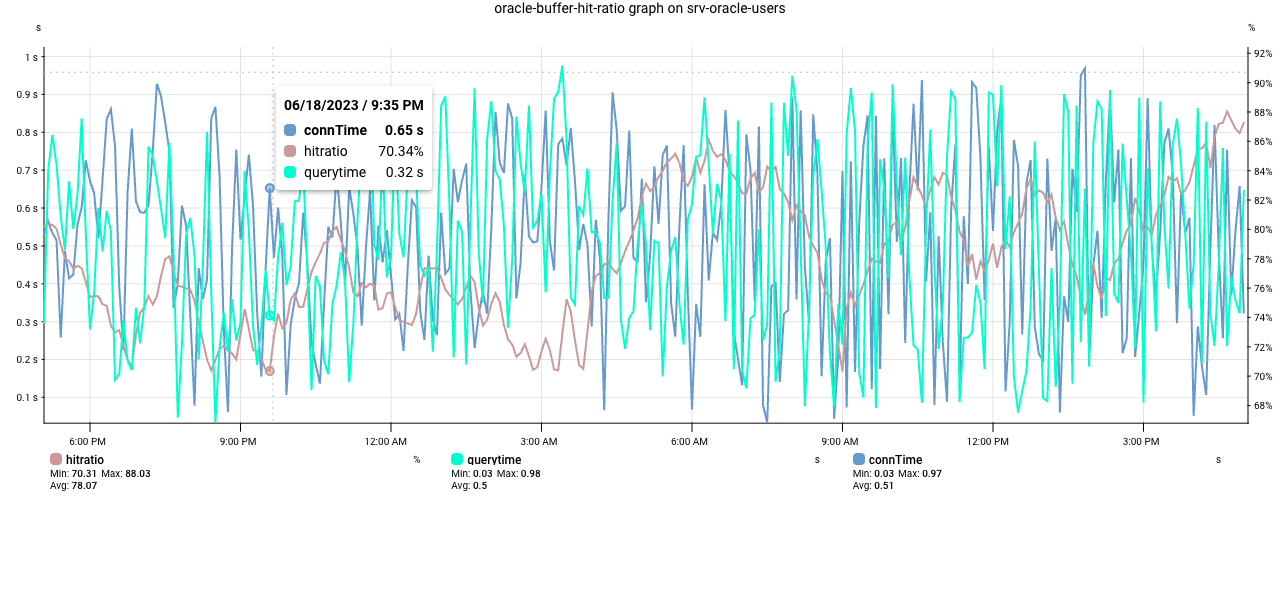 oracle-buffer-hit-ratio graph on srv-oracle-users
s
%
1 s
0.9 s
0.8 s
0.7 s
0.6 s
0.5 s
0.4 s
0.3 s
0.2 s
0.1 s
92%
90%
88%
86%
84%
82%
80%
78%
76%
74%
72%
70%
68%
06/18/2023 / 9:35 PM
connTime 0.65 s
hitratio 70.34%
querytime 0.32 s
6:00 PM 9:00 PM 12:00 AM 3:00 AM 6:00 AM 9:00 AM 12:00 PM 3:00 PM
hitratio %
Min: 70.31 Max: 88.03
Avg: 78.07
querytime s
Min: 0.03 Max: 0.98
Avg: 0.5
connTime s
Min: 0.03 Max: 0.97
Avg: 0.51